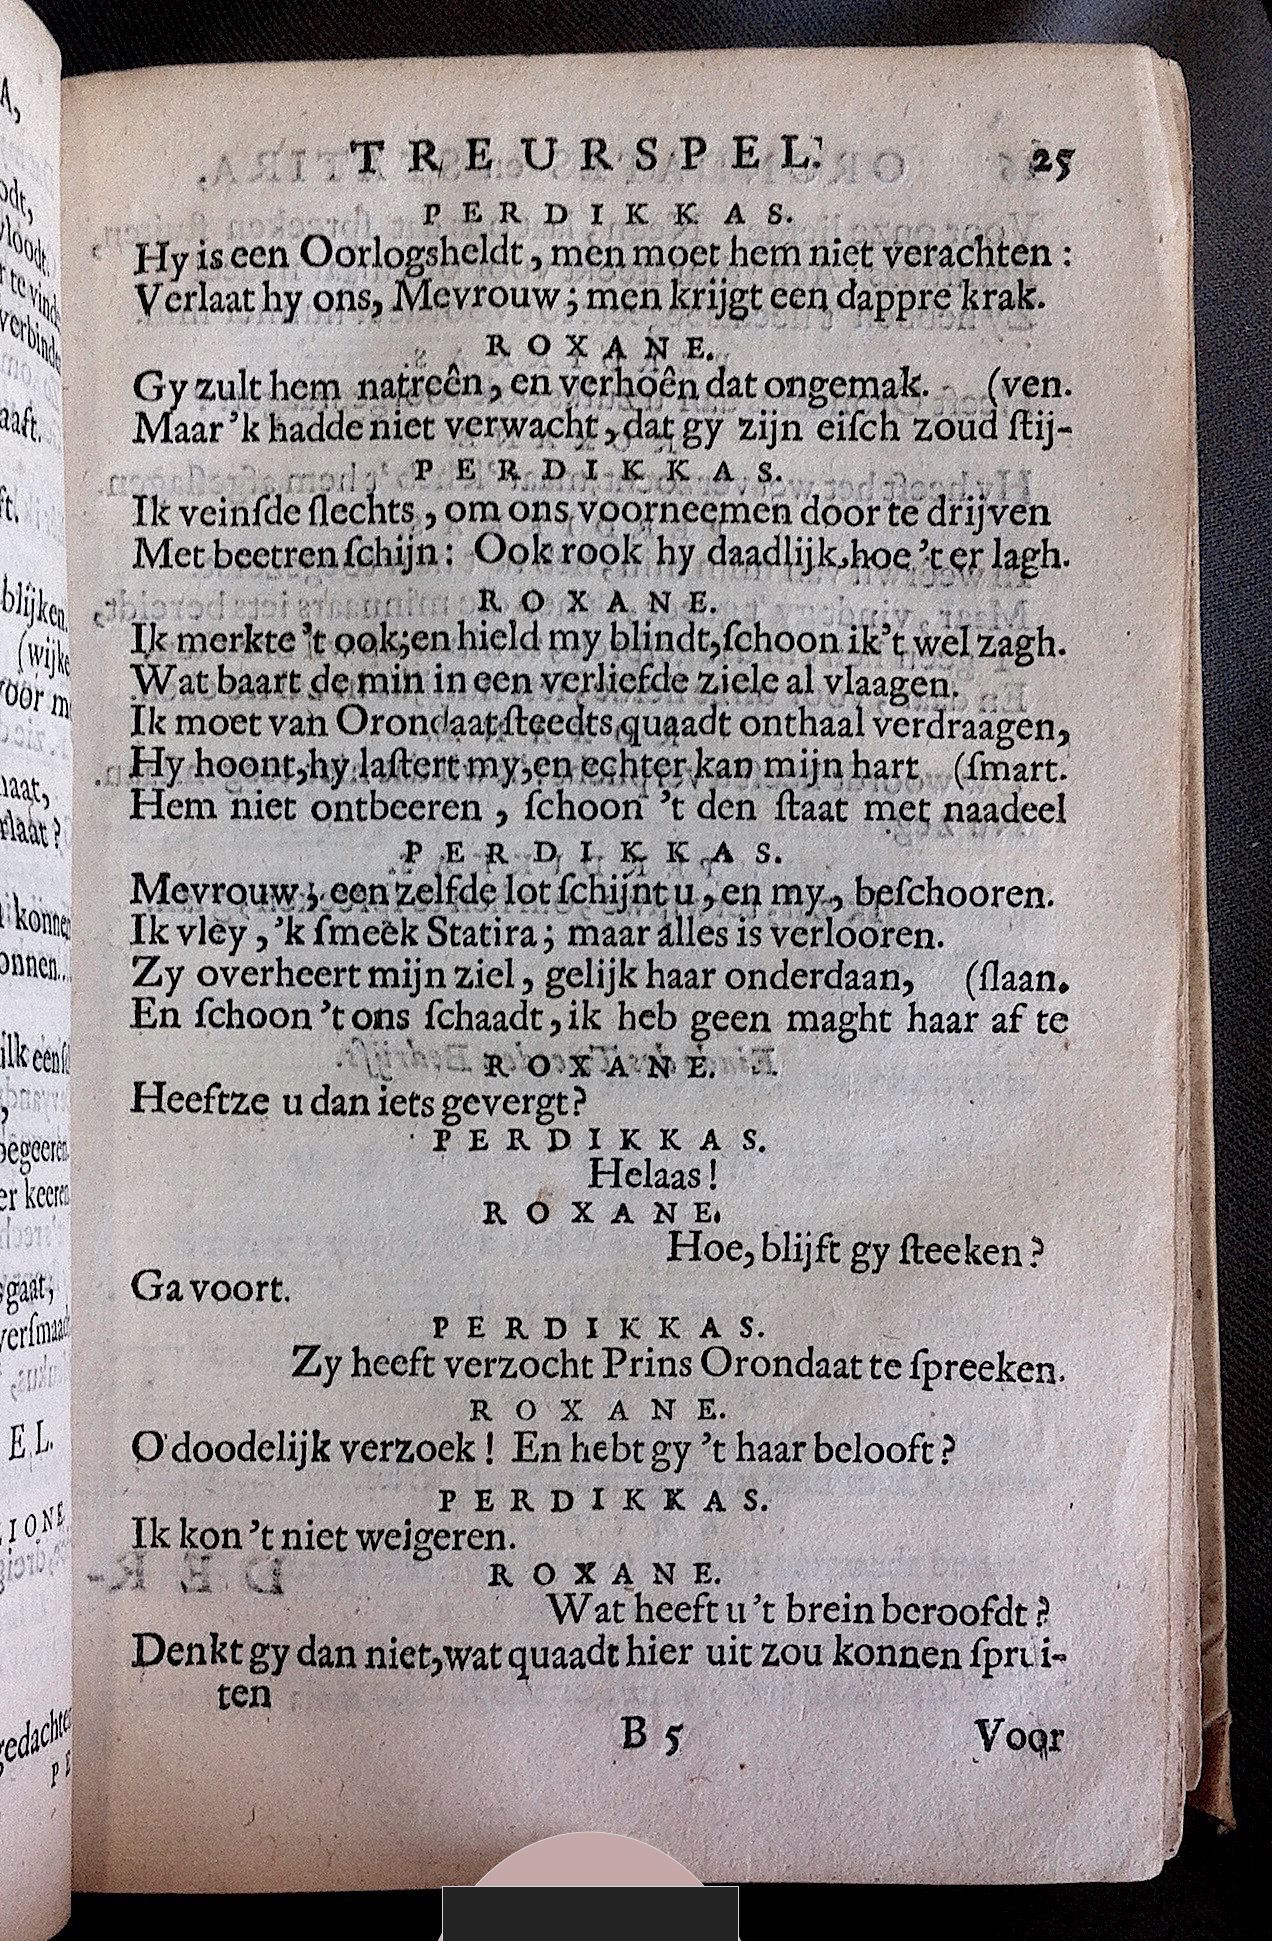 TREURSPEL. 25
PERDIKKAS.
Hy is een Oorlogsheldt, men moet hem niet verachten:
Verlaat hy ons, Mevrouw; men krijgt een dappre krak.
ROXANE.
Gy zult hem natreên, en verhoên dat ongemak. (ven.
Maar 'k hadde niet verwacht, dat gy zijn eiſch zoud ſtij-
PERDIKKAS.
Ik veinſde ſlechts, om ons voorneemen door te drijven
Met beetren ſchijn: Ook rook hy daadlijk, hoe 't er lagh.
ROXANE.
Ik merkte 't ook; en hield my blindt, ſchoon ik 't wel zagh.
Wat baart de min in een verliefde ziele al vlaagen.
Ik moet van Orondaat ſteedts quaadt onthaal verdraagen,
Hy hoont, hy laſtert my, en echter kan mijn hart (ſmart.
Hem niet ontbeeren, ſchoon 't den ſtaat met naadeel
PERDIKKAS.
Mevrouw; een zelfde lot ſchijnt u, en my, beſchooren.
Ik vley, 'k ſmeek Statira; maar alles is verlooren.
Zy overheert mijn ziel, gelijk haar onderdaan, (ſlaan.
En ſchoon 't ons ſchaadt, ik heb geen maght haar af te
ROXANE.
Heeftze u dan iets gevergt?
PERDIKKAS.
Helaas!
ROXANE.
Hoe, blijft gy ſteeken?
Ga voort.
PERDIKKAS.
Zy heeft verzocht Prins Orondaat te ſpreeken.
ROXANE.
O doodelijk verzoek! En hebt gy 't haar belooft?
PERDIKKAS.
Ik kon 't niet weigeren.
ROXANE.
Wat heeft u 't brein beroofdt?
Denkt gy dan niet, wat quaadt hier uit zou konnen ſprui-
ten
B 5 Voor